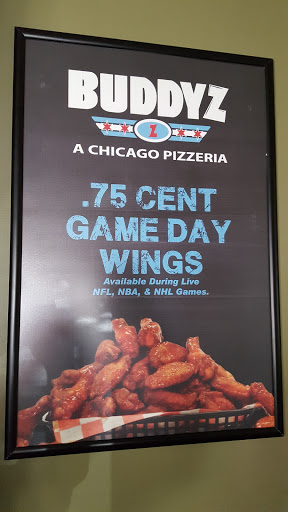 BUDDYZ
Z
A CHICAGO PIZZERIA
.75 CENT
GAME DAY
WINGS
Available During Live
NFL, NBA, & NHL Games.